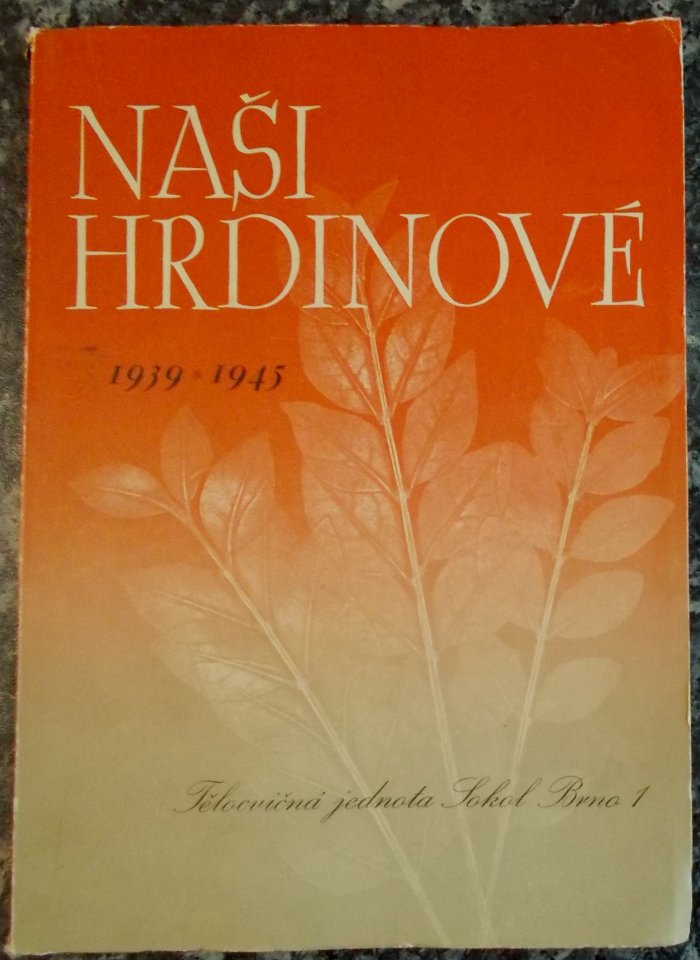 NAŠI
HRDINOVÉ
1939 * 1945
Tělocvičná jednota Sokol Brno 1